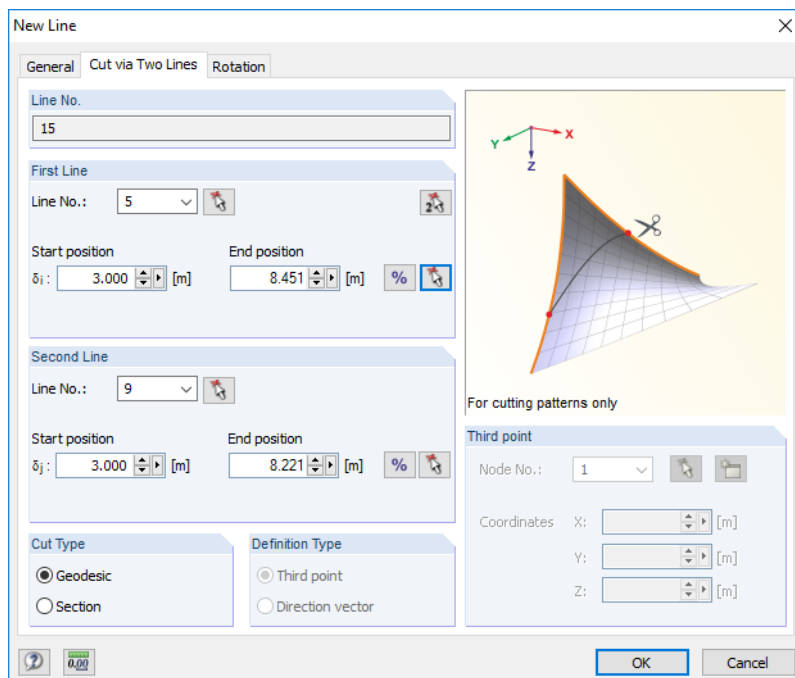 New Line
General
Cut via Two Lines
Rotation
Line No.
15
First Line
Line No.: 5
2
Start position
End position
δi : 3.000 [m] 8.451 [m] %
Second Line
Line No.: 9
Start position
End position
δj : 3.000 [m] 8.221 [m] %
Cut Type
Geodesic
Section
Definition Type
Third point
Direction vector
X
Y
Z
For cutting patterns only
Third point
Node No.: 1
Coordinates X: [m]
Y: [m]
Z: [m]
?
0.00
OK
Cancel